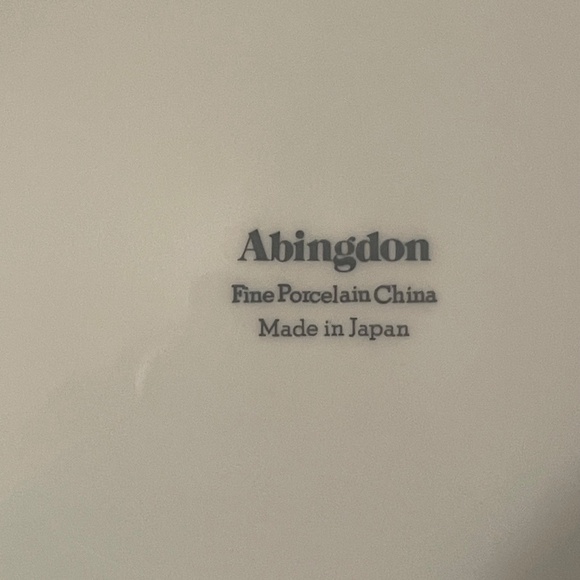 Abingdon
Fine Porcelain China
Made in Japan